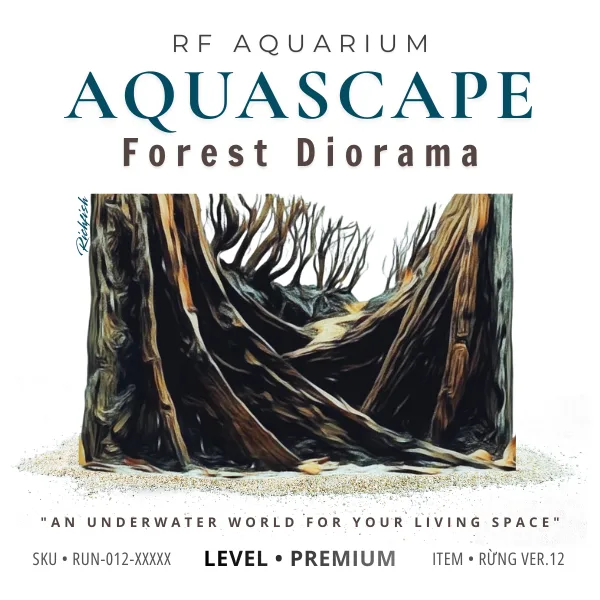 RF AQUARIUM
AQUASCAPE
Forest Diorama
Richfish
"AN UNDERWATER WORLD FOR YOUR LIVING SPACE"
SKU • RUN-012-XXXXX LEVEL • PREMIUM ITEM • RỪNG VER.12